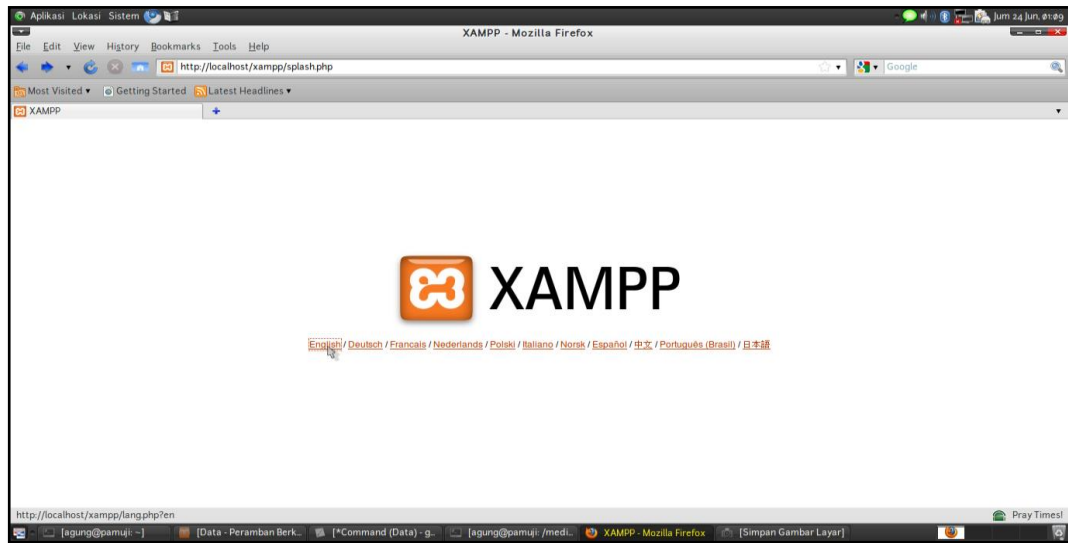 Aplikasi Lokasi Sistem
Jum 24 Jun, 01:09
XAMPP - Mozilla Firefox
File Edit View History Bookmarks Tools Help
http://localhost/xampp/splash.php
Google
Most Visited Getting Started Latest Headlines
XAMPP
XAMPP
English / Deutsch / Francais / Nederlands / Polski / Italiano / Norsk / Español / 中文 / Português (Brasil) / 日本語
http://localhost/xampp/lang.php?en
Pray Times!
[agung@pamuji: ~] [Data - Peramban Berk... [*Command (Data) - g... [agung@pamuji: /medi... XAMPP - Mozilla Firefox [Simpan Gambar Layar]